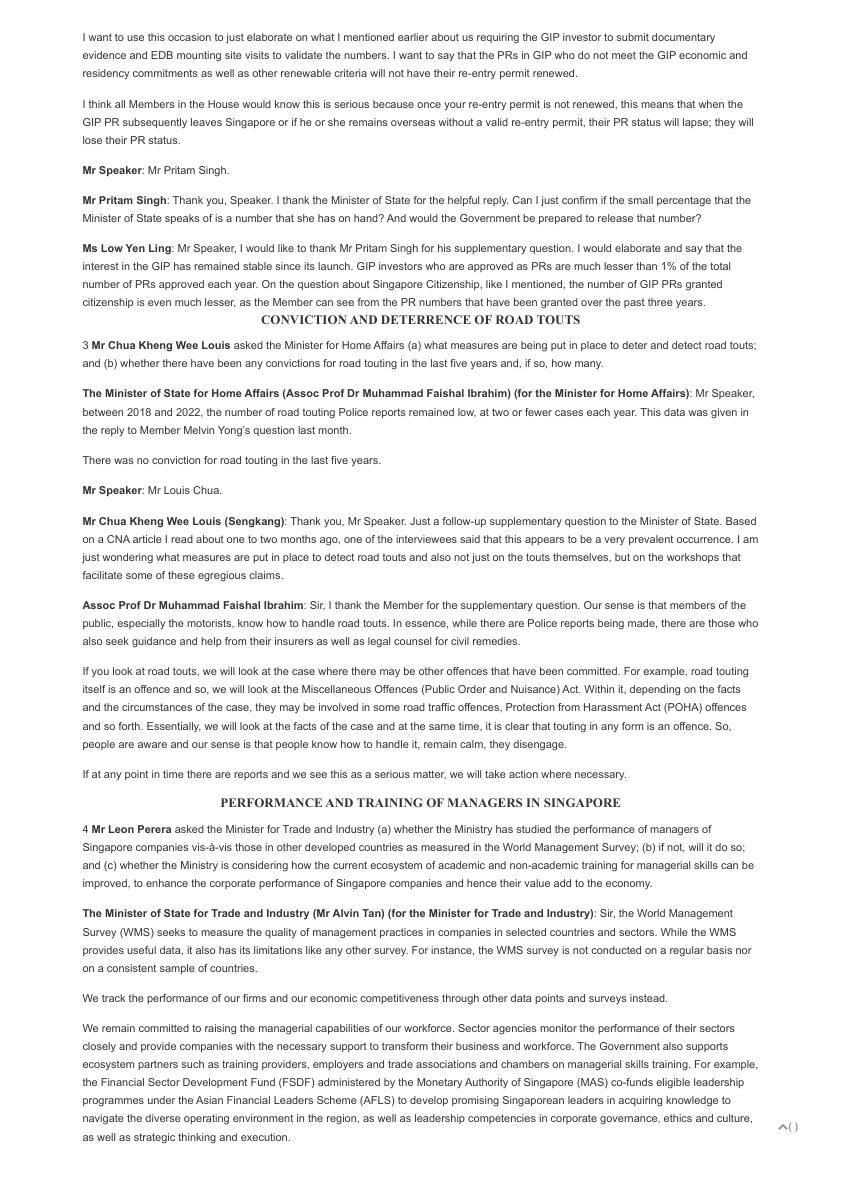 I want to use this occasion to just elaborate on what I mentioned earlier about us requiring the GIP investor to submit documentary
evidence and EDB mounting site visits to validate the numbers. I want to say that the PRs in GIP who do not meet the GIP economic and
residency commitments as well as other renewable criteria will not have their re-entry permit renewed.
I think all Members in the House would know this is serious because once your re-entry permit is not renewed, this means that when the
GIP PR subsequently leaves Singapore or if he or she remains overseas without a valid re-entry permit, their PR status will lapse; they will
lose their PR status.
Mr Speaker: Mr Pritam Singh.
Mr Pritam Singh: Thank you, Speaker. I thank the Minister of State for the helpful reply. Can I just confirm if the small percentage that the
Minister of State speaks of is a number that she has on hand? And would the Government be prepared to release that number?
Ms Low Yen Ling: Mr Speaker, I would like to thank Mr Pritam Singh for his supplementary question. I would elaborate and say that the
interest in the GIP has remained stable since its launch. GIP investors who are approved as PRs are much lesser than 1% of the total
number of PRs approved each year. On the question about Singapore Citizenship, like I mentioned, the number of GIP PRs granted
citizenship is even much lesser, as the Member can see from the PR numbers that have been granted over the past three years.
CONVICTION AND DETERRENCE OF ROAD TOUTS
3 Mr Chua Kheng Wee Louis asked the Minister for Home Affairs (a) what measures are being put in place to deter and detect road touts;
and (b) whether there have been any convictions for road touting in the last five years and, if so, how many.
The Minister of State for Home Affairs (Assoc Prof Dr Muhammad Faishal Ibrahim) (for the Minister for Home Affairs): Mr Speaker,
between 2018 and 2022, the number of road touting Police reports remained low, at two or fewer cases each year. This data was given in
the reply to Member Melvin Yong's question last month.
There was no conviction for road touting in the last five years.
Mr Speaker: Mr Louis Chua.
Mr Chua Kheng Wee Louis (Sengkang): Thank you, Mr Speaker. Just a follow-up supplementary question to the Minister of State. Based
on a CNA article I read about one to two months ago, one of the interviewees said that this appears to be a very prevalent occurrence. I am
just wondering what measures are put in place to detect road touts and also not just on the touts themselves, but on the workshops that
facilitate some of these egregious claims.
Assoc Prof Dr Muhammad Faishal Ibrahim: Sir, I thank the Member for the supplementary question. Our sense is that members of the
public, especially the motorists, know how to handle road touts. In essence, while there are Police reports being made, there are those who
also seek guidance and help from their insurers as well as legal counsel for civil remedies.
If you look at road touts, we will look at the case where there may be other offences that have been committed. For example, road touting
itself is an offence and so, we will look at the Miscellaneous Offences (Public Order and Nuisance) Act. Within it, depending on the facts
and the circumstances of the case, they may be involved in some road traffic offences, Protection from Harassment Act (POHA) offences
and so forth. Essentially, we will look at the facts of the case and at the same time, it is clear that touting in any form is an offence. So,
people are aware and our sense is that people know how to handle it, remain calm, they disengage.
If at any point in time there are reports and we see this as a serious matter, we will take action where necessary.
PERFORMANCE AND TRAINING OF MANAGERS IN SINGAPORE
4 Mr Leon Perera asked the Minister for Trade and Industry (a) whether the Ministry has studied the performance of managers of
Singapore companies vis-à-vis those in other developed countries as measured in the World Management Survey; (b) if not, will it do so;
and (c) whether the Ministry is considering how the current ecosystem of academic and non-academic training for managerial skills can be
improved, to enhance the corporate performance of Singapore companies and hence their value add to the economy.
The Minister of State for Trade and Industry (Mr Alvin Tan) (for the Minister for Trade and Industry): Sir, the World Management
Survey (WMS) seeks to measure the quality of management practices in companies in selected countries and sectors. While the WMS
provides useful data, it also has its limitations like any other survey. For instance, the WMS survey is not conducted on a regular basis nor
on a consistent sample of countries.
We track the performance of our firms and our economic competitiveness through other data points and surveys instead.
We remain committed to raising the managerial capabilities of our workforce. Sector agencies monitor the performance of their sectors
closely and provide companies with the necessary support to transform their business and workforce. The Government also supports
ecosystem partners such as training providers, employers and trade associations and chambers on managerial skills training. For example,
the Financial Sector Development Fund (FSDF) administered by the Monetary Authority of Singapore (MAS) co-funds eligible leadership
programmes under the Asian Financial Leaders Scheme (AFLS) to develop promising Singaporean leaders in acquiring knowledge to
navigate the diverse operating environment in the region, as well as leadership competencies in corporate governance, ethics and culture,
as well as strategic thinking and execution.
( )